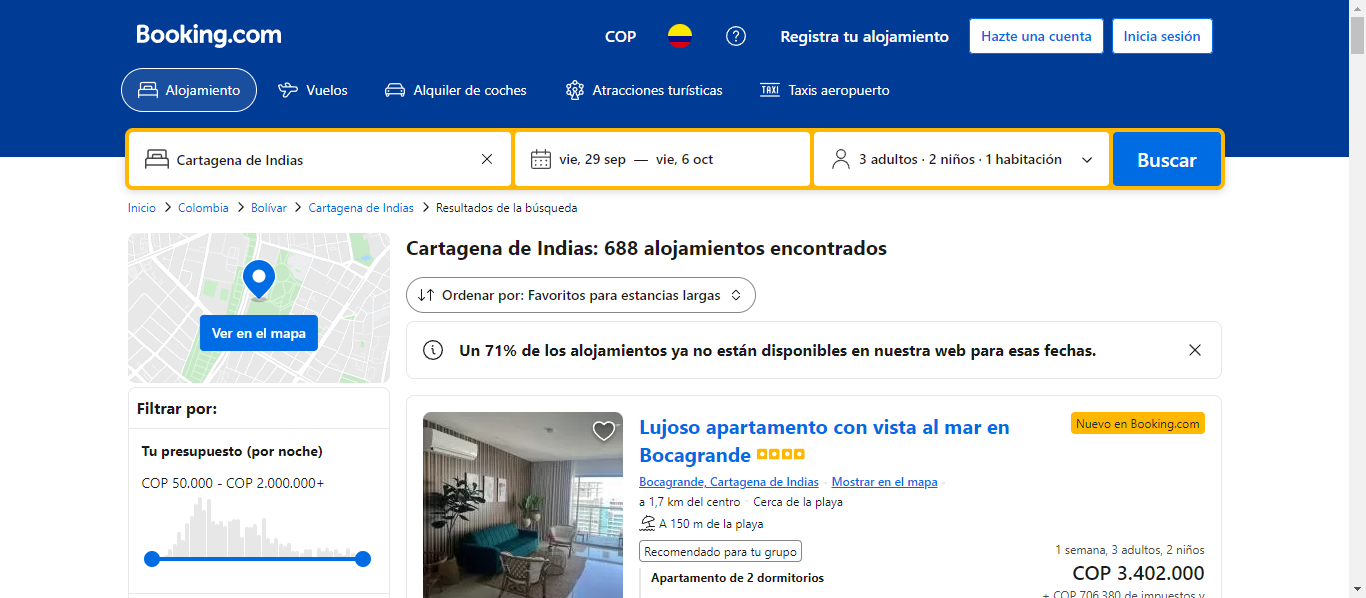 Booking.com
COP
Registra tu alojamiento
Hazte una cuenta
Inicia sesión
Alojamiento
Vuelos
Alquiler de coches
Atracciones turísticas
TAXI
Taxis aeropuerto
Cartagena de Indias
vie, 29 sep — vie, 6 oct
3 adultos · 2 niños · 1 habitación
Buscar
Inicio > Colombia > Bolívar > Cartagena de Indias > Resultados de la búsqueda
Ver en el mapa
Filtrar por:
Tu presupuesto (por noche)
COP 50.000 - COP 2.000.000+
Cartagena de Indias: 688 alojamientos encontrados
Ordenar por: Favoritos para estancias largas
Un 71% de los alojamientos ya no están disponibles en nuestra web para esas fechas.
Lujoso apartamento con vista al mar en
Bocagrande
Nuevo en Booking.com
Bocagrande, Cartagena de Indias · Mostrar en el mapa ·
a 1,7 km del centro · Cerca de la playa
A 150 m de la playa
Recomendado para tu grupo
Apartamento de 2 dormitorios
1 semana, 3 adultos, 2 niños
COP 3.402.000
+ COP 706.380 de impuestos y